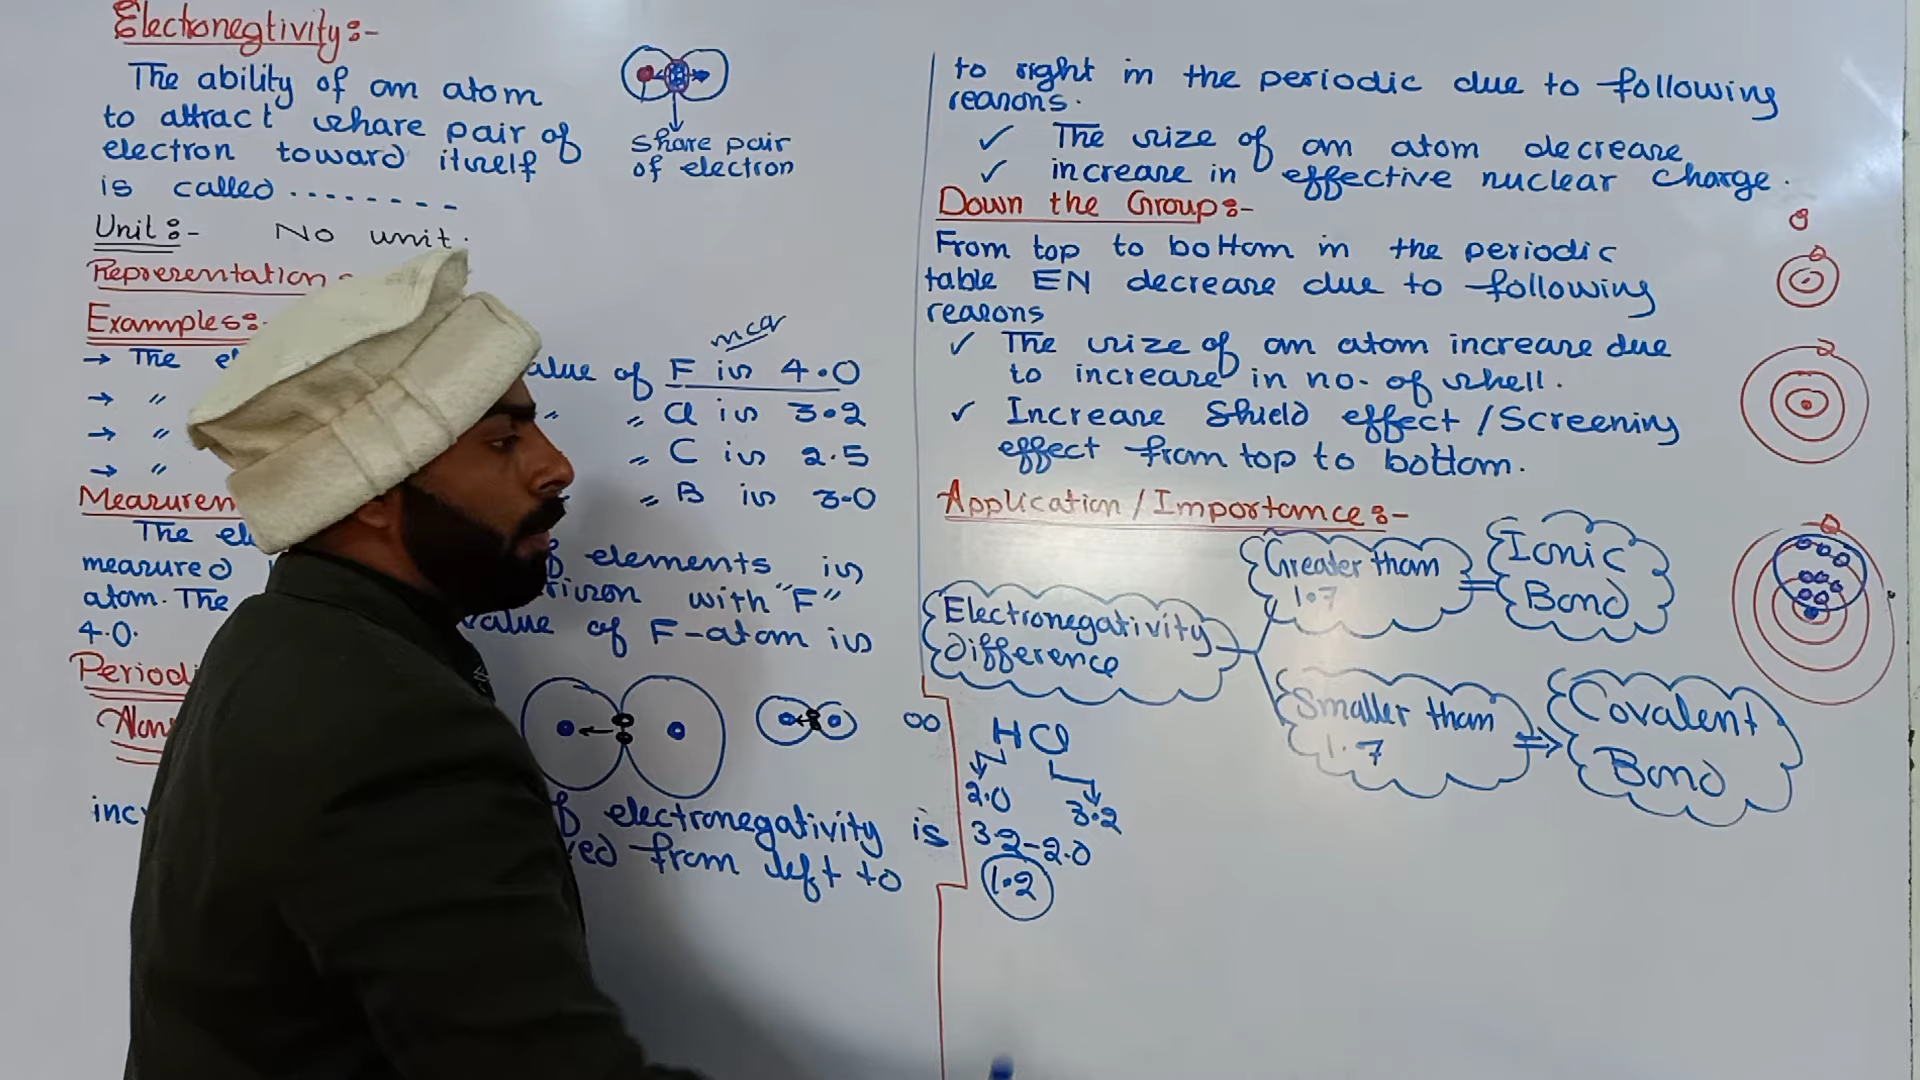 Electronegtivity:-
The ability of an atom
to attract share pair of
electron toward itself
is called --------
share pair
of electron
Unit:- No unit.
Representation
Examples:-
→ The value of F is 4.0
max
→ " " " Cl is 3.2
→ " " C is 2.5
→ " " B is 3.0
Measurem
The of elements is
measured with "F"
atom. The value of F-atom is
4.0.
Periodi
inc of electronegativity is
from left to
to right in the periodic due to following
reasons.
✓ The size of an atom decrease
✓ increase in effective nuclear charge.
Down the Group:-
From top to bottom in the periodic
table EN decrease due to following
reasons
✓ The size of an atom increase due
to increase in no. of shell.
✓ Increase Shield effect / Screening
effect from top to bottom.
Application / Importance:-
Electronegativity
Difference
Greater than
1.7
Ionic
Bond
Smaller than
1.7
Covalent
Bond
HCl
2.0
3.2
3.2-2.0
1.2